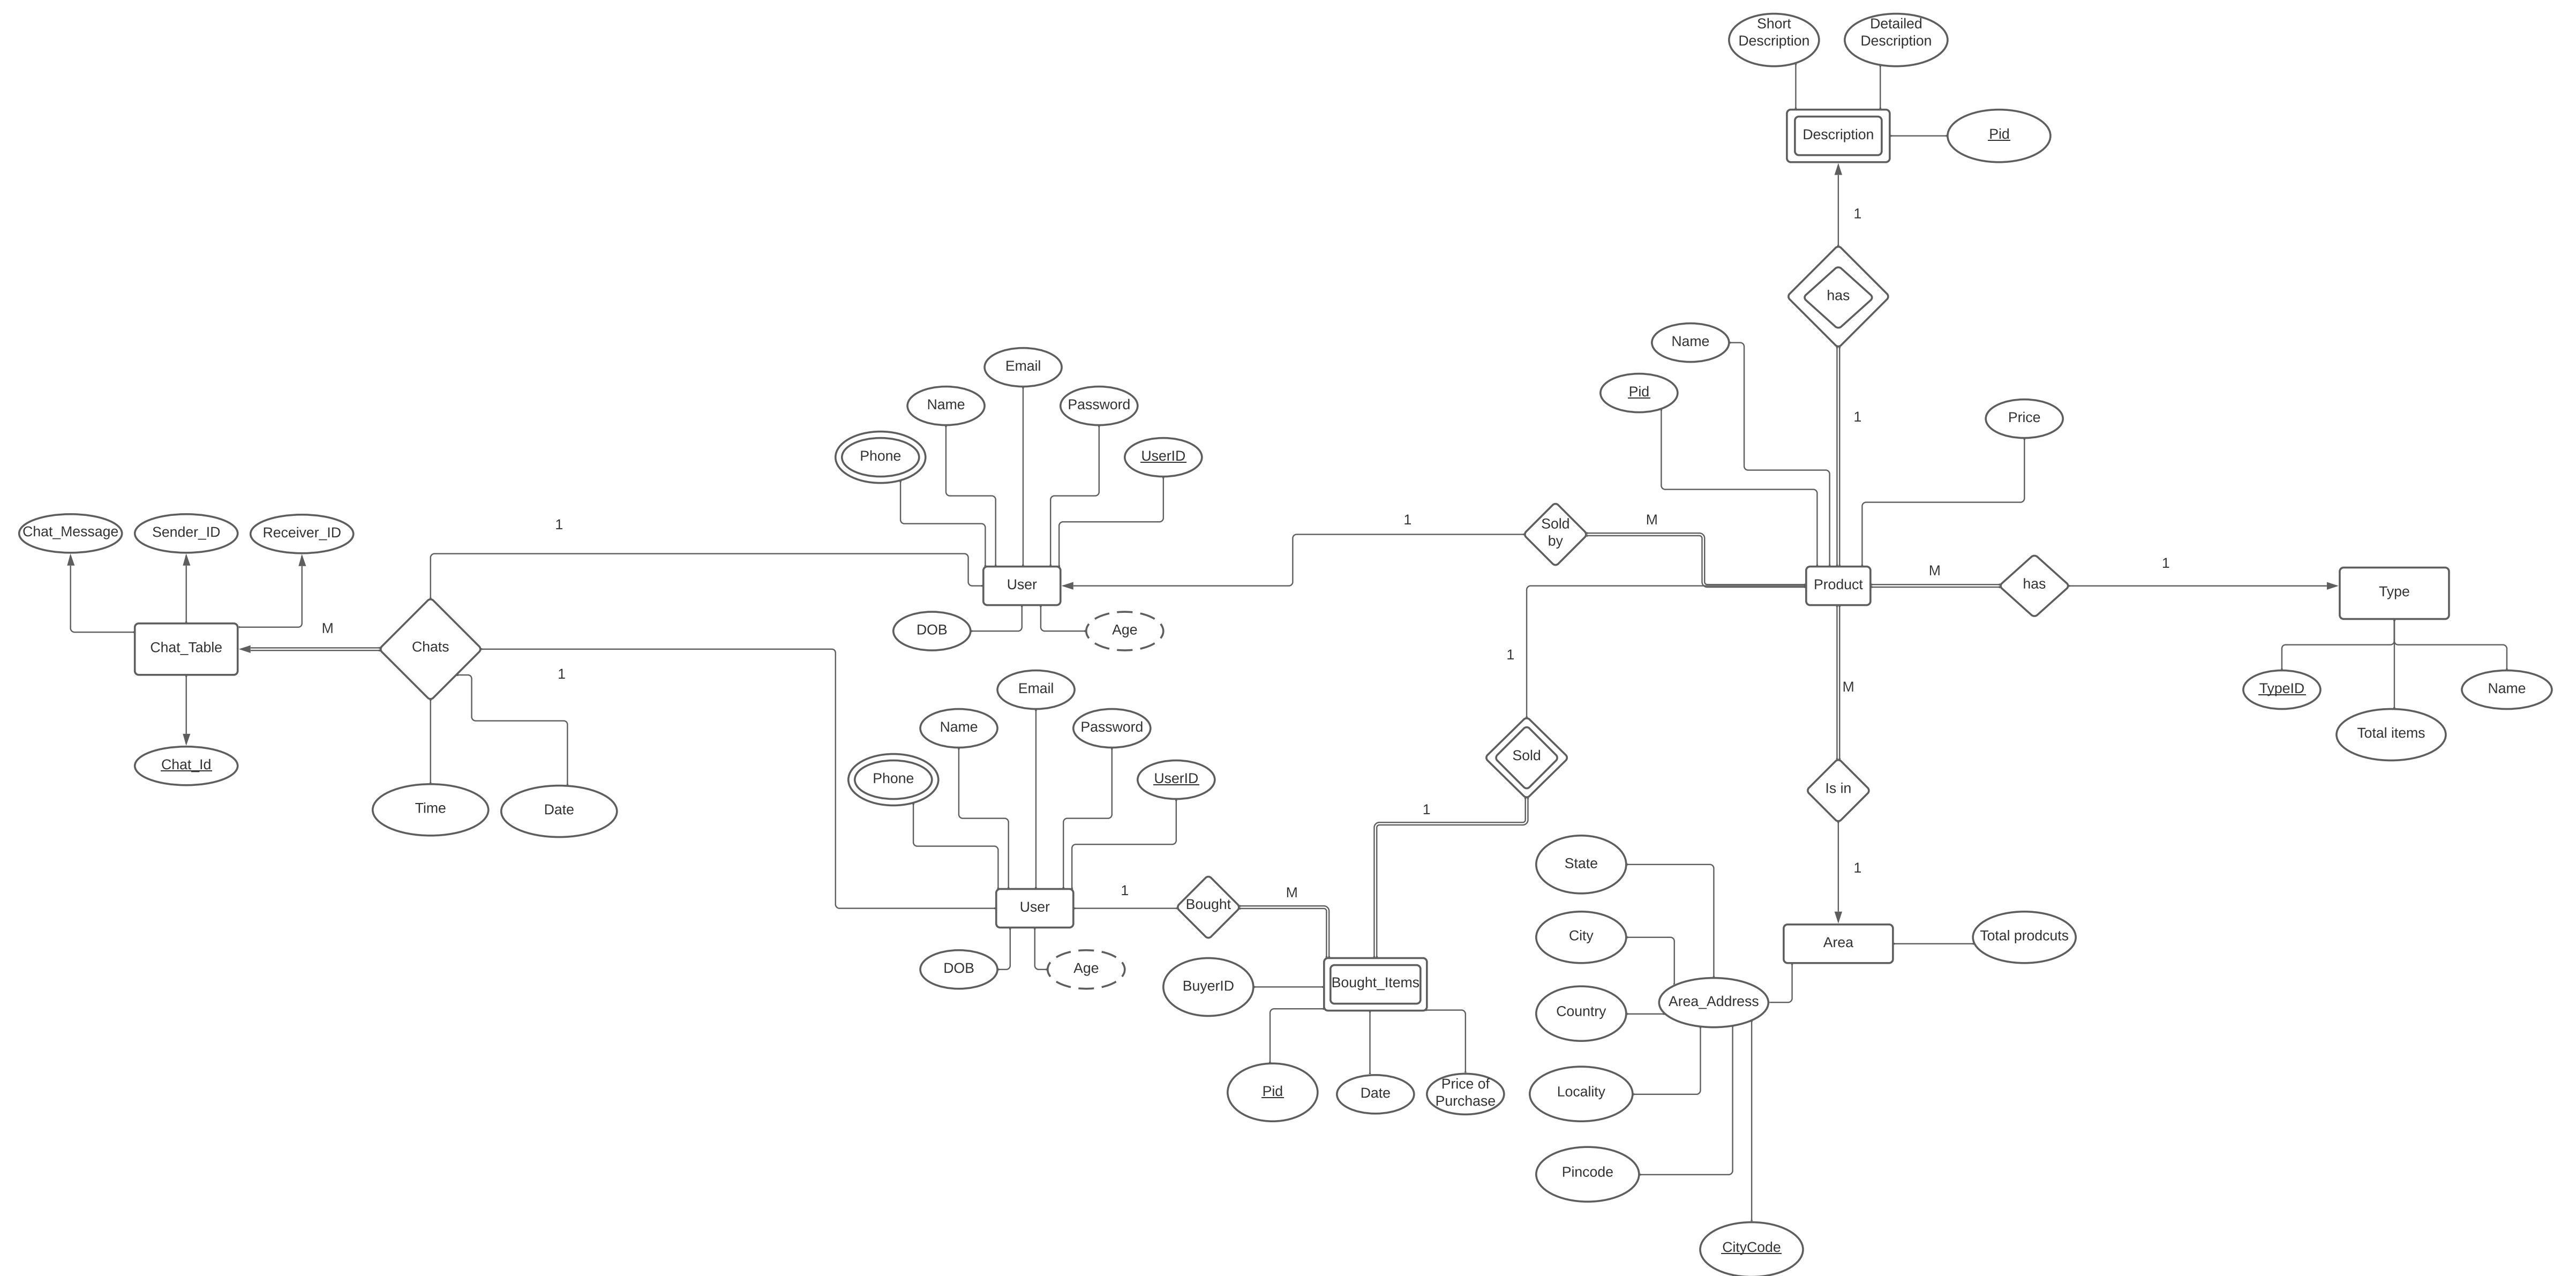 Short
Description
Detailed
Description
Description
Pid
1
has
Name
Email
Pid
1
Price
Name
Password
Phone
UserID
Chat_Message
Sender_ID
Receiver_ID
1
1
Sold
by
M
M
has
1
User
Product
Type
DOB
Age
M
Chat_Table
Chats
1
1
M
TypeID
Name
Total items
Email
Name
Password
Phone
UserID
Chat_Id
Time
Date
Sold
Is in
1
State
1
1
Bought
M
User
City
Area
Total prodcuts
DOB
Age
BuyerID
Bought_Items
Area_Address
Country
Pid
Date
Price of
Purchase
Locality
Pincode
CityCode